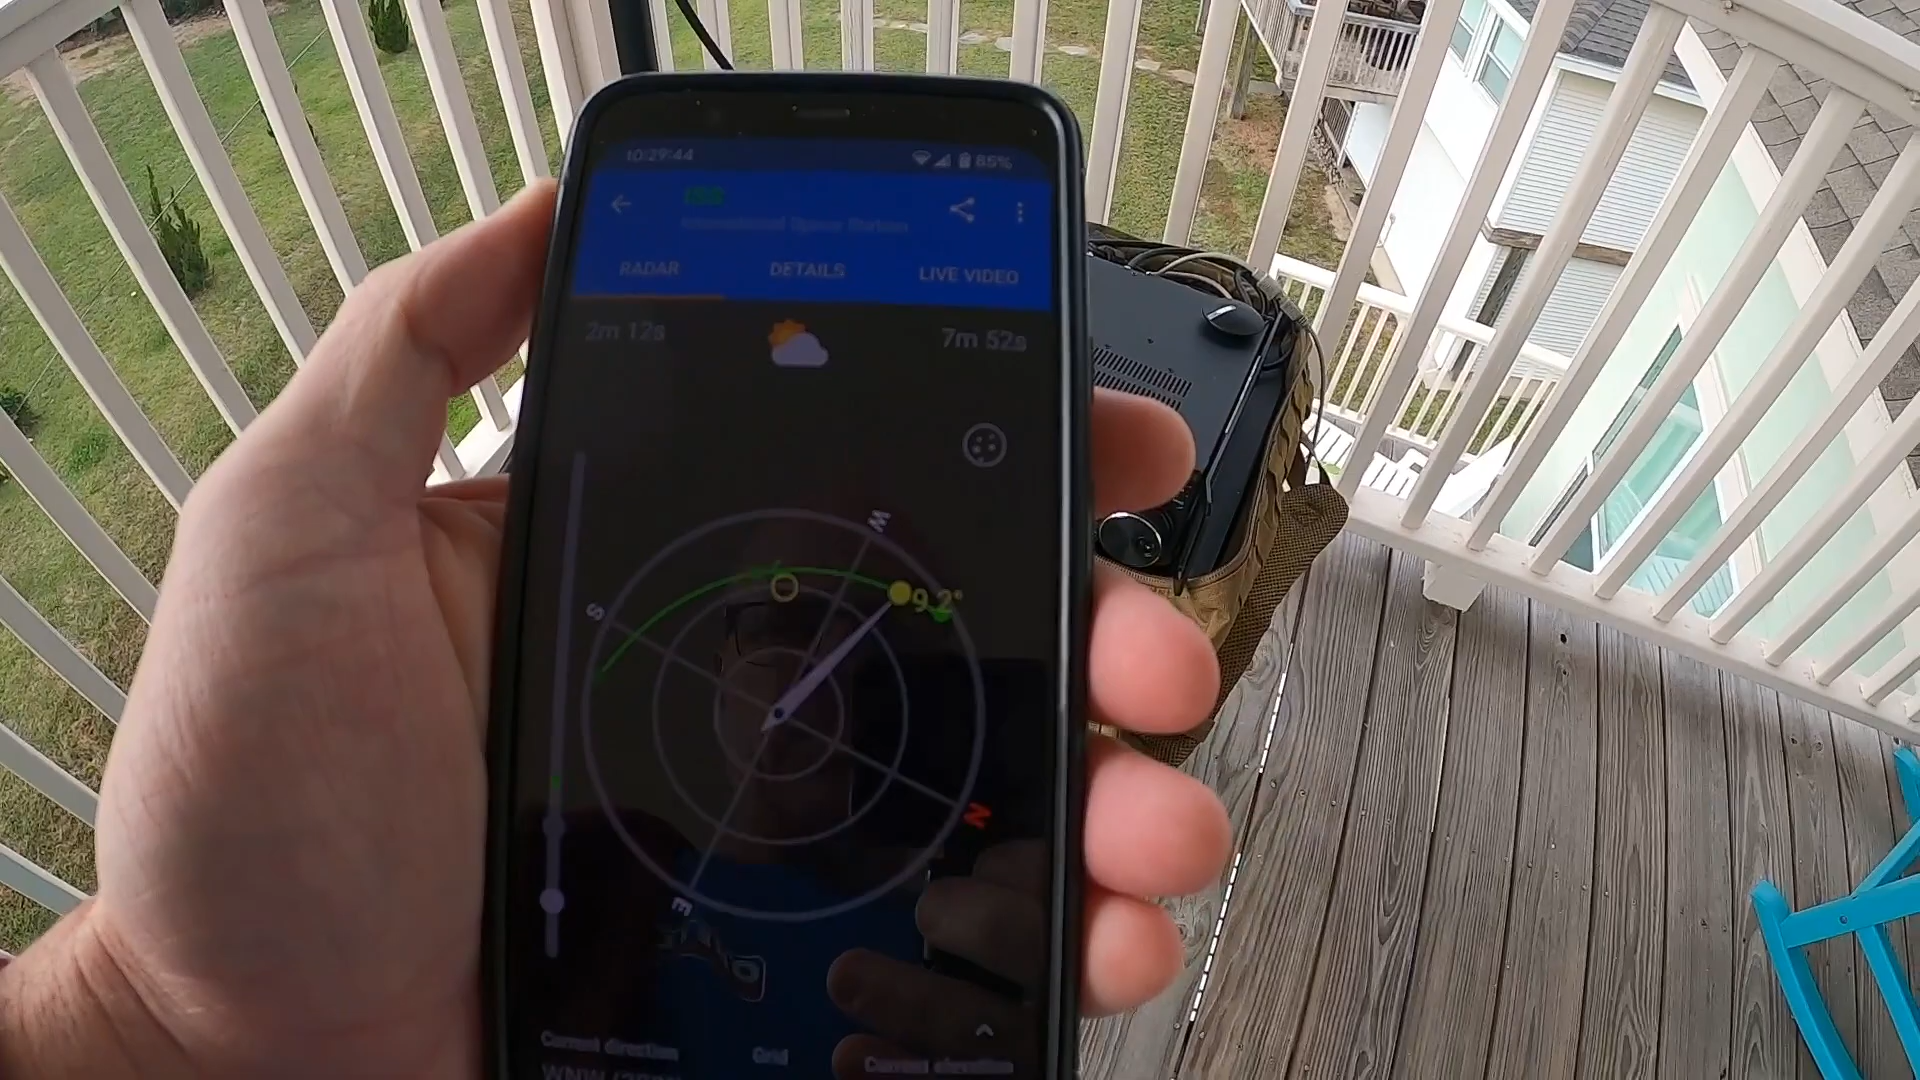 10:29:44 85%
ISS
International Space Station
RADAR DETAILS LIVE VIDEO
2m 12s 7m 52s
W
9.2°
S
N
E
Current direction Grid Current elevation